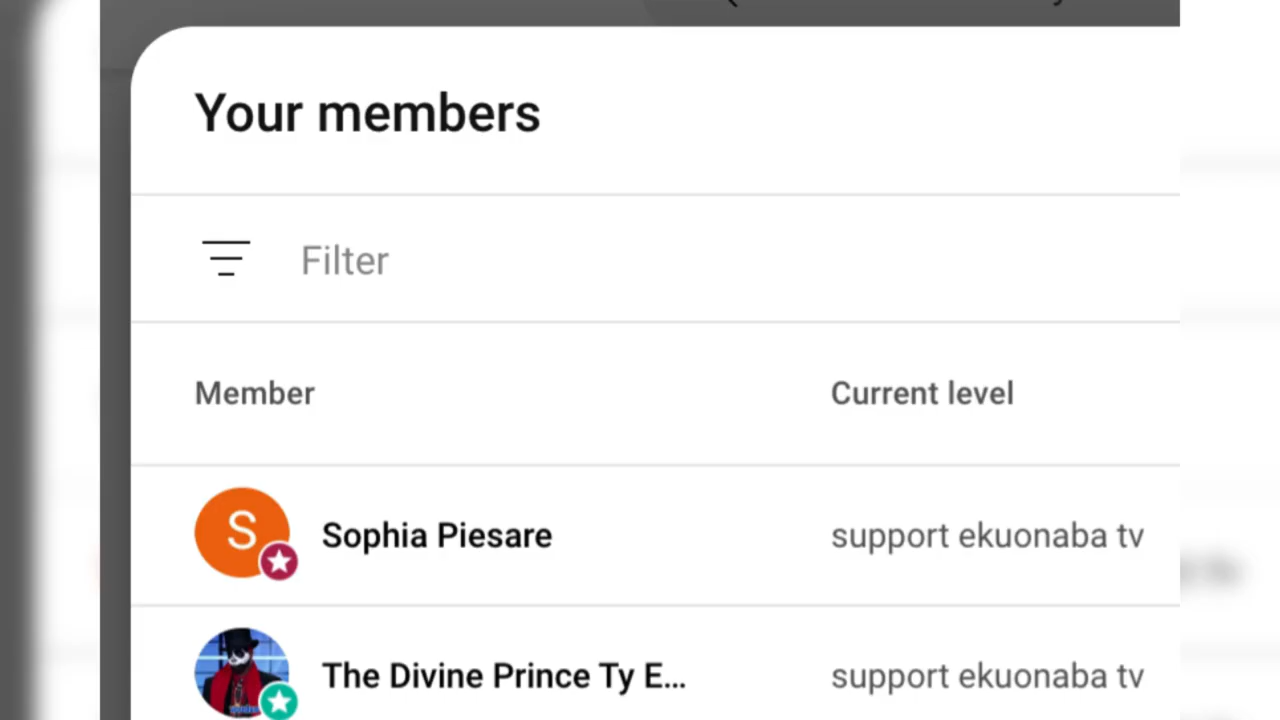 Your members
Filter
Member
Current level
S
Sophia Piesare
support ekuonaba tv
The Divine Prince Ty E...
support ekuonaba tv